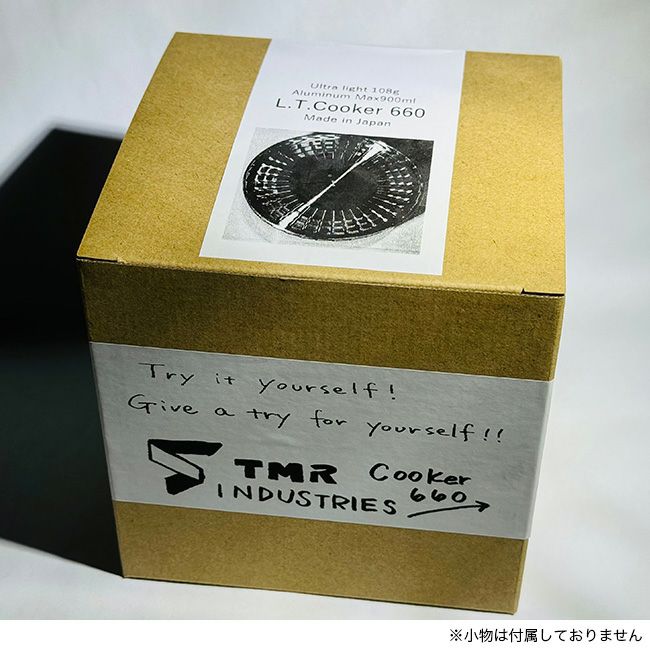 Ultra light 108g
Aluminum Max900ml
L.T.Cooker 660
Made in Japan
Try it yourself!
Give a try for yourself!!
TMR Cooker
INDUSTRIES 660
※小物は付属しておりません